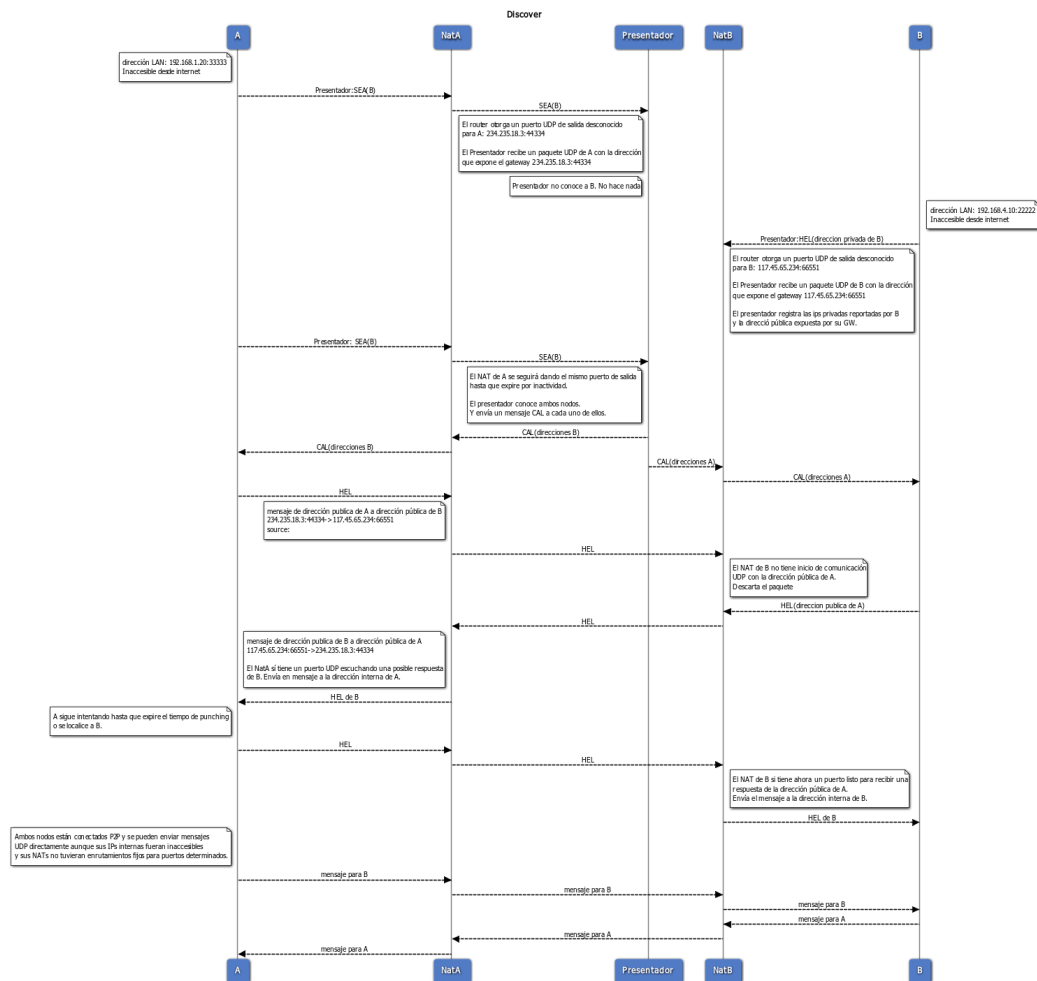 Discover
A
NatA
Presentador
NatB
B
dirección LAN: 192.168.1.20:33333
Inaccesible desde internet
Presentador:SEA(B)
SEA(B)
El router otorga un puerto UDP de salida desconocido
para A: 234.235.18.3:44334
El Presentador recibe un paquete UDP de A con la dirección
que expone el gateway 234.235.18.3:44334
Presentador no conoce a B. No hace nada
dirección LAN: 192.168.4.10:22222
Inaccesible desde internet
Presentador:HEL(direccion privada de B)
El router otorga un puerto UDP de salida desconocido
para B: 117.45.65.234:66551
El Presentador recibe un paquete UDP de B con la dirección
que expone el gateway 117.45.65.234:66551
El presentador registra las ips privadas reportadas por B
y la direcció pública expuesta por su GW.
Presentador: SEA(B)
SEA(B)
El NAT de A se seguirá dando el mismo puerto de salida
hasta que expire por inactividad.
El presentador conoce ambos nodos.
Y envía un mensaje CAL a cada uno de ellos.
CAL(direcciones B)
CAL(direcciones B)
CAL(direcciones A)
CAL(direcciones A)
HEL
mensaje de dirección publica de A a dirección pública de B
234.235.18.3:44334->117.45.65.234:66551
source:
HEL
El NAT de B no tiene inicio de comunicación
UDP con la dirección pública de A.
Descarta el paquete
HEL(direccion publica de A)
HEL
mensaje de dirección publica de B a dirección pública de A
117.45.65.234:66551->234.235.18.3:44334
El NatA sí tiene un puerto UDP escuchando una posible respuesta
de B. Envía en mensaje a la dirección interna de A.
HEL de B
A sigue intentando hasta que expire el tiempo de punching
o se localice a B.
HEL
HEL
El NAT de B si tiene ahora un puerto listo para recibir una
respuesta de la dirección pública de A.
Envía el mensaje a la dirección interna de B.
HEL de B
Ambos nodos están conectados P2P y se pueden enviar mensajes
UDP directamente aunque sus IPs internas fueran inaccesibles
y sus NATs no tuvieran enrutamientos fijos para puertos determinados.
mensaje para B
mensaje para B
mensaje para B
mensaje para A
mensaje para A
mensaje para A
A
NatA
Presentador
NatB
B